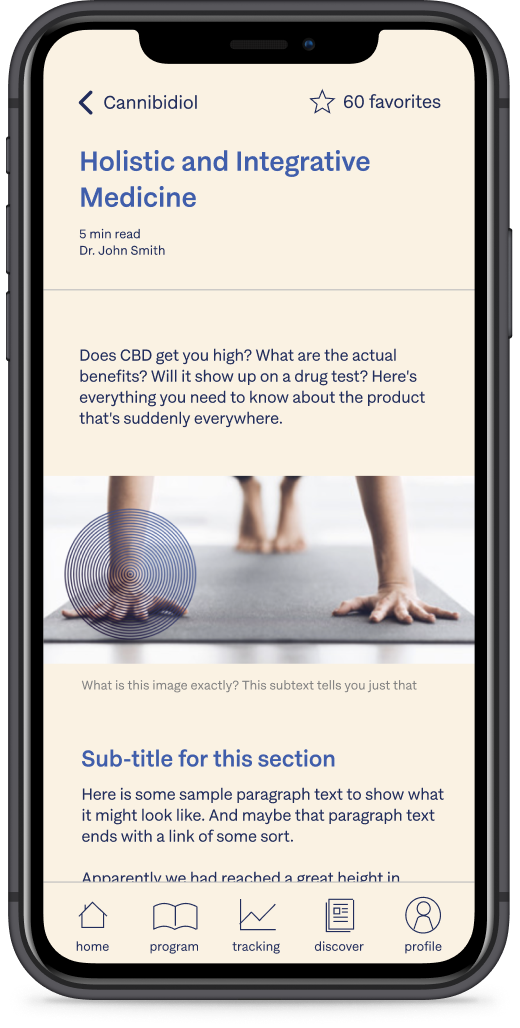 Cannibidiol
60 favorites
Holistic and Integrative
Medicine
5 min read
Dr. John Smith
Does CBD get you high? What are the actual
benefits? Will it show up on a drug test? Here's
everything you need to know about the product
that's suddenly everywhere.
What is this image exactly? This subtext tells you just that
Sub-title for this section
Here is some sample paragraph text to show what
it might look like. And maybe that paragraph text
ends with a link of some sort.
Apparently we had reached a great height in
home
program
tracking
discover
profile